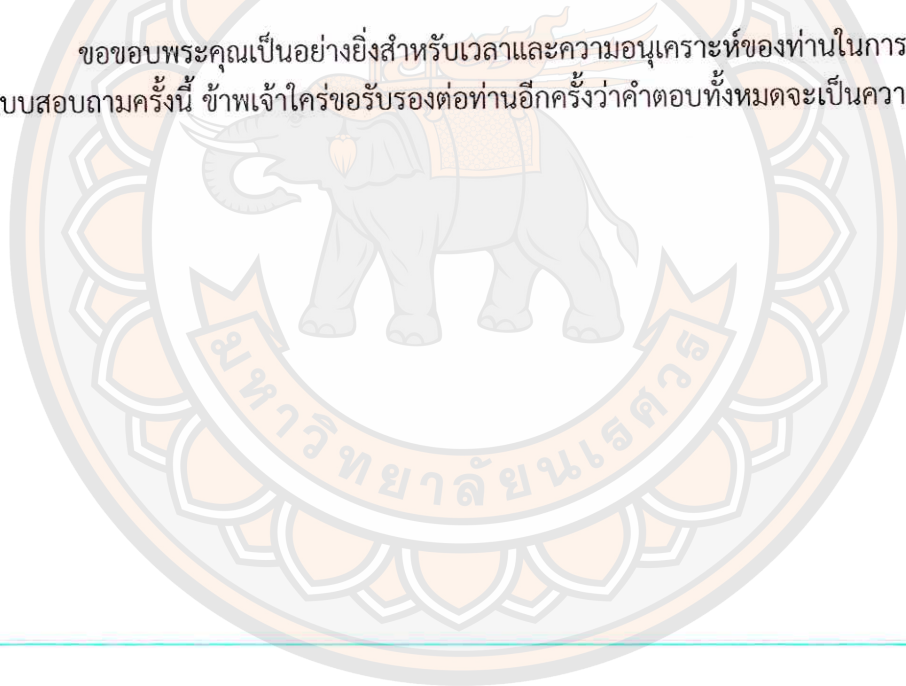 ขอขอบพระคุณเป็นอย่างยิ่งสำหรับเวลาและความอนุเคราะห์ของท่านในการ
บบสอบถามครั้งนี้ ข้าพเจ้าใคร่ขอรับรองต่อท่านอีกครั้งว่าคำตอบทั้งหมดจะเป็นควา
มหาวิทยาลัยนเรศวร